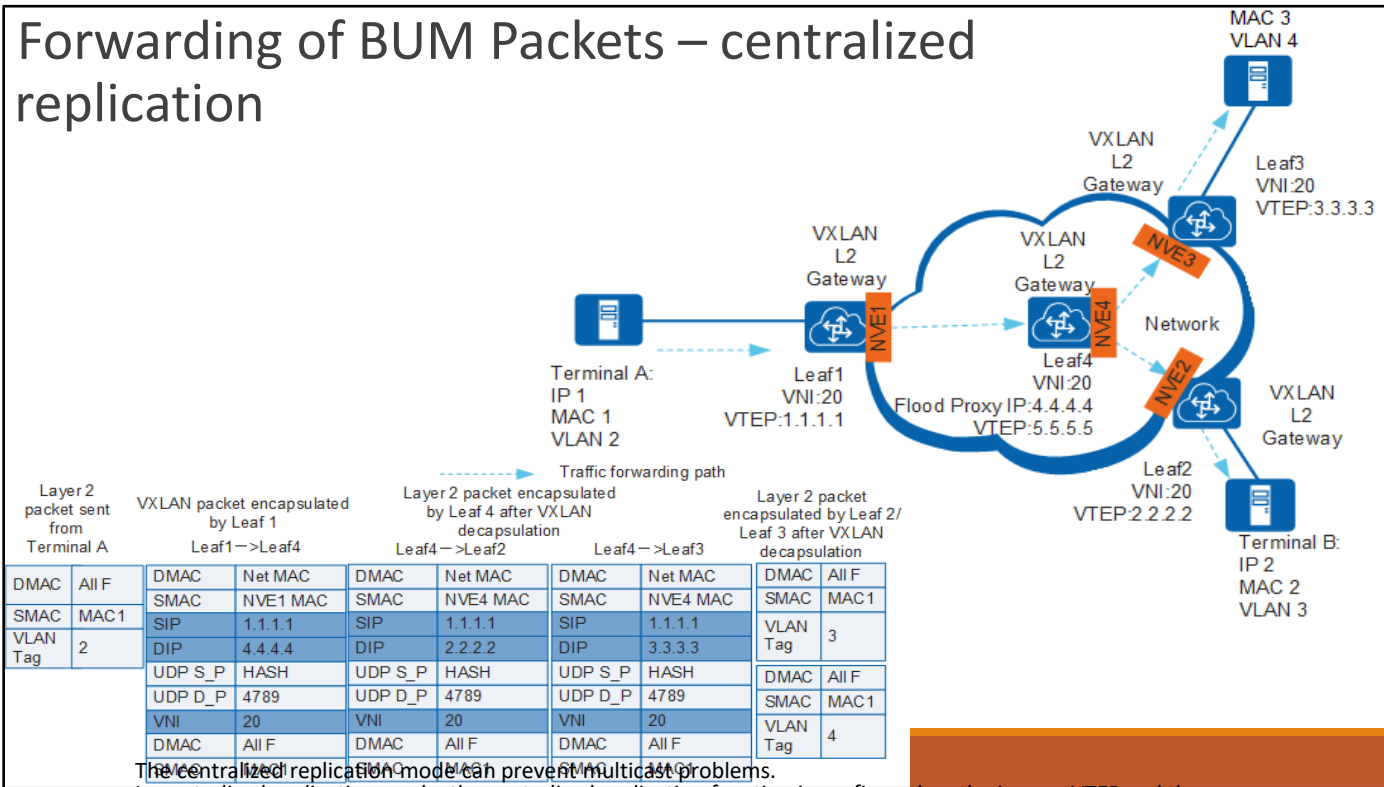 Forwarding of BUM Packets – centralized
replication
MAC 3
VLAN 4
VXLAN
L2
Gateway
Leaf3
VNI:20
VTEP:3.3.3.3
NVE3
VXLAN
L2
Gateway
NVE1
VXLAN
L2
Gateway
NVE4
Network
Terminal A:
IP 1
MAC 1
VLAN 2
Leaf1
VNI:20
VTEP:1.1.1.1
Leaf4
VNI:20
Flood Proxy IP:4.4.4.4
VTEP:5.5.5.5
NVE2
VXLAN
L2
Gateway
Leaf2
VNI:20
VTEP:2.2.2.2
Terminal B:
IP 2
MAC 2
VLAN 3
Traffic forwarding path
Layer 2
packet sent
from
Terminal A
DMAC All F
SMAC MAC1
VLAN
Tag
2
VXLAN packet encapsulated
by Leaf 1
Leaf1—>Leaf4
DMAC Net MAC
SMAC NVE1 MAC
SIP 1.1.1.1
DIP 4.4.4.4
UDP S_P HASH
UDP D_P 4789
VNI 20
DMAC All F
SMAC MAC1
Layer 2 packet encapsulated
by Leaf 4 after VXLAN
decapsulation
Leaf4—>Leaf2
DMAC Net MAC
SMAC NVE4 MAC
SIP 1.1.1.1
DIP 2.2.2.2
UDP S_P HASH
UDP D_P 4789
VNI 20
DMAC All F
SMAC MAC1
Leaf4—>Leaf3
DMAC Net MAC
SMAC NVE4 MAC
SIP 1.1.1.1
DIP 3.3.3.3
UDP S_P HASH
UDP D_P 4789
VNI 20
DMAC All F
SMAC MAC1
Layer 2 packet
encapsulated by Leaf 2/
Leaf 3 after VXLAN
decapsulation
DMAC All F
SMAC MAC1
VLAN
Tag
3
DMAC All F
SMAC MAC1
VLAN
Tag
4
The centralized replication mode can prevent multicast problems.